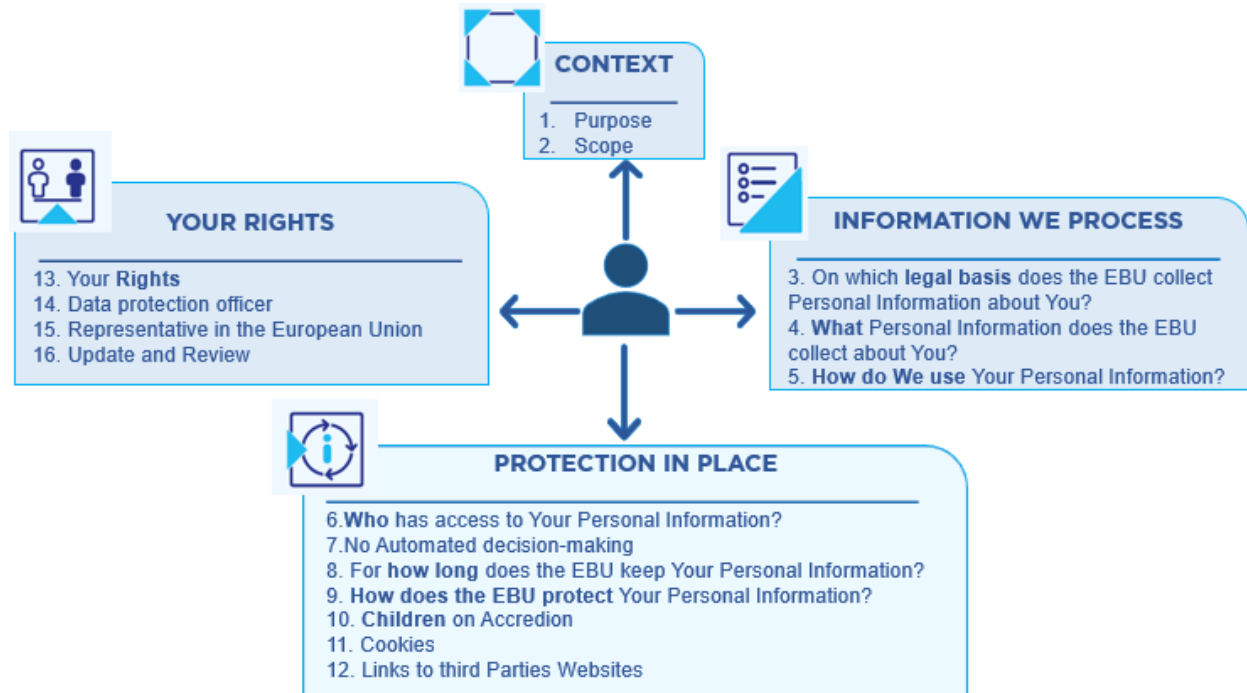 CONTEXT
1. Purpose
2. Scope
YOUR RIGHTS
13. Your Rights
14. Data protection officer
15. Representative in the European Union
16. Update and Review
INFORMATION WE PROCESS
3. On which legal basis does the EBU collect
Personal Information about You?
4. What Personal Information does the EBU
collect about You?
5. How do We use Your Personal Information?
PROTECTION IN PLACE
6.Who has access to Your Personal Information?
7.No Automated decision-making
8. For how long does the EBU keep Your Personal Information?
9. How does the EBU protect Your Personal Information?
10. Children on Accredion
11. Cookies
12. Links to third Parties Websites